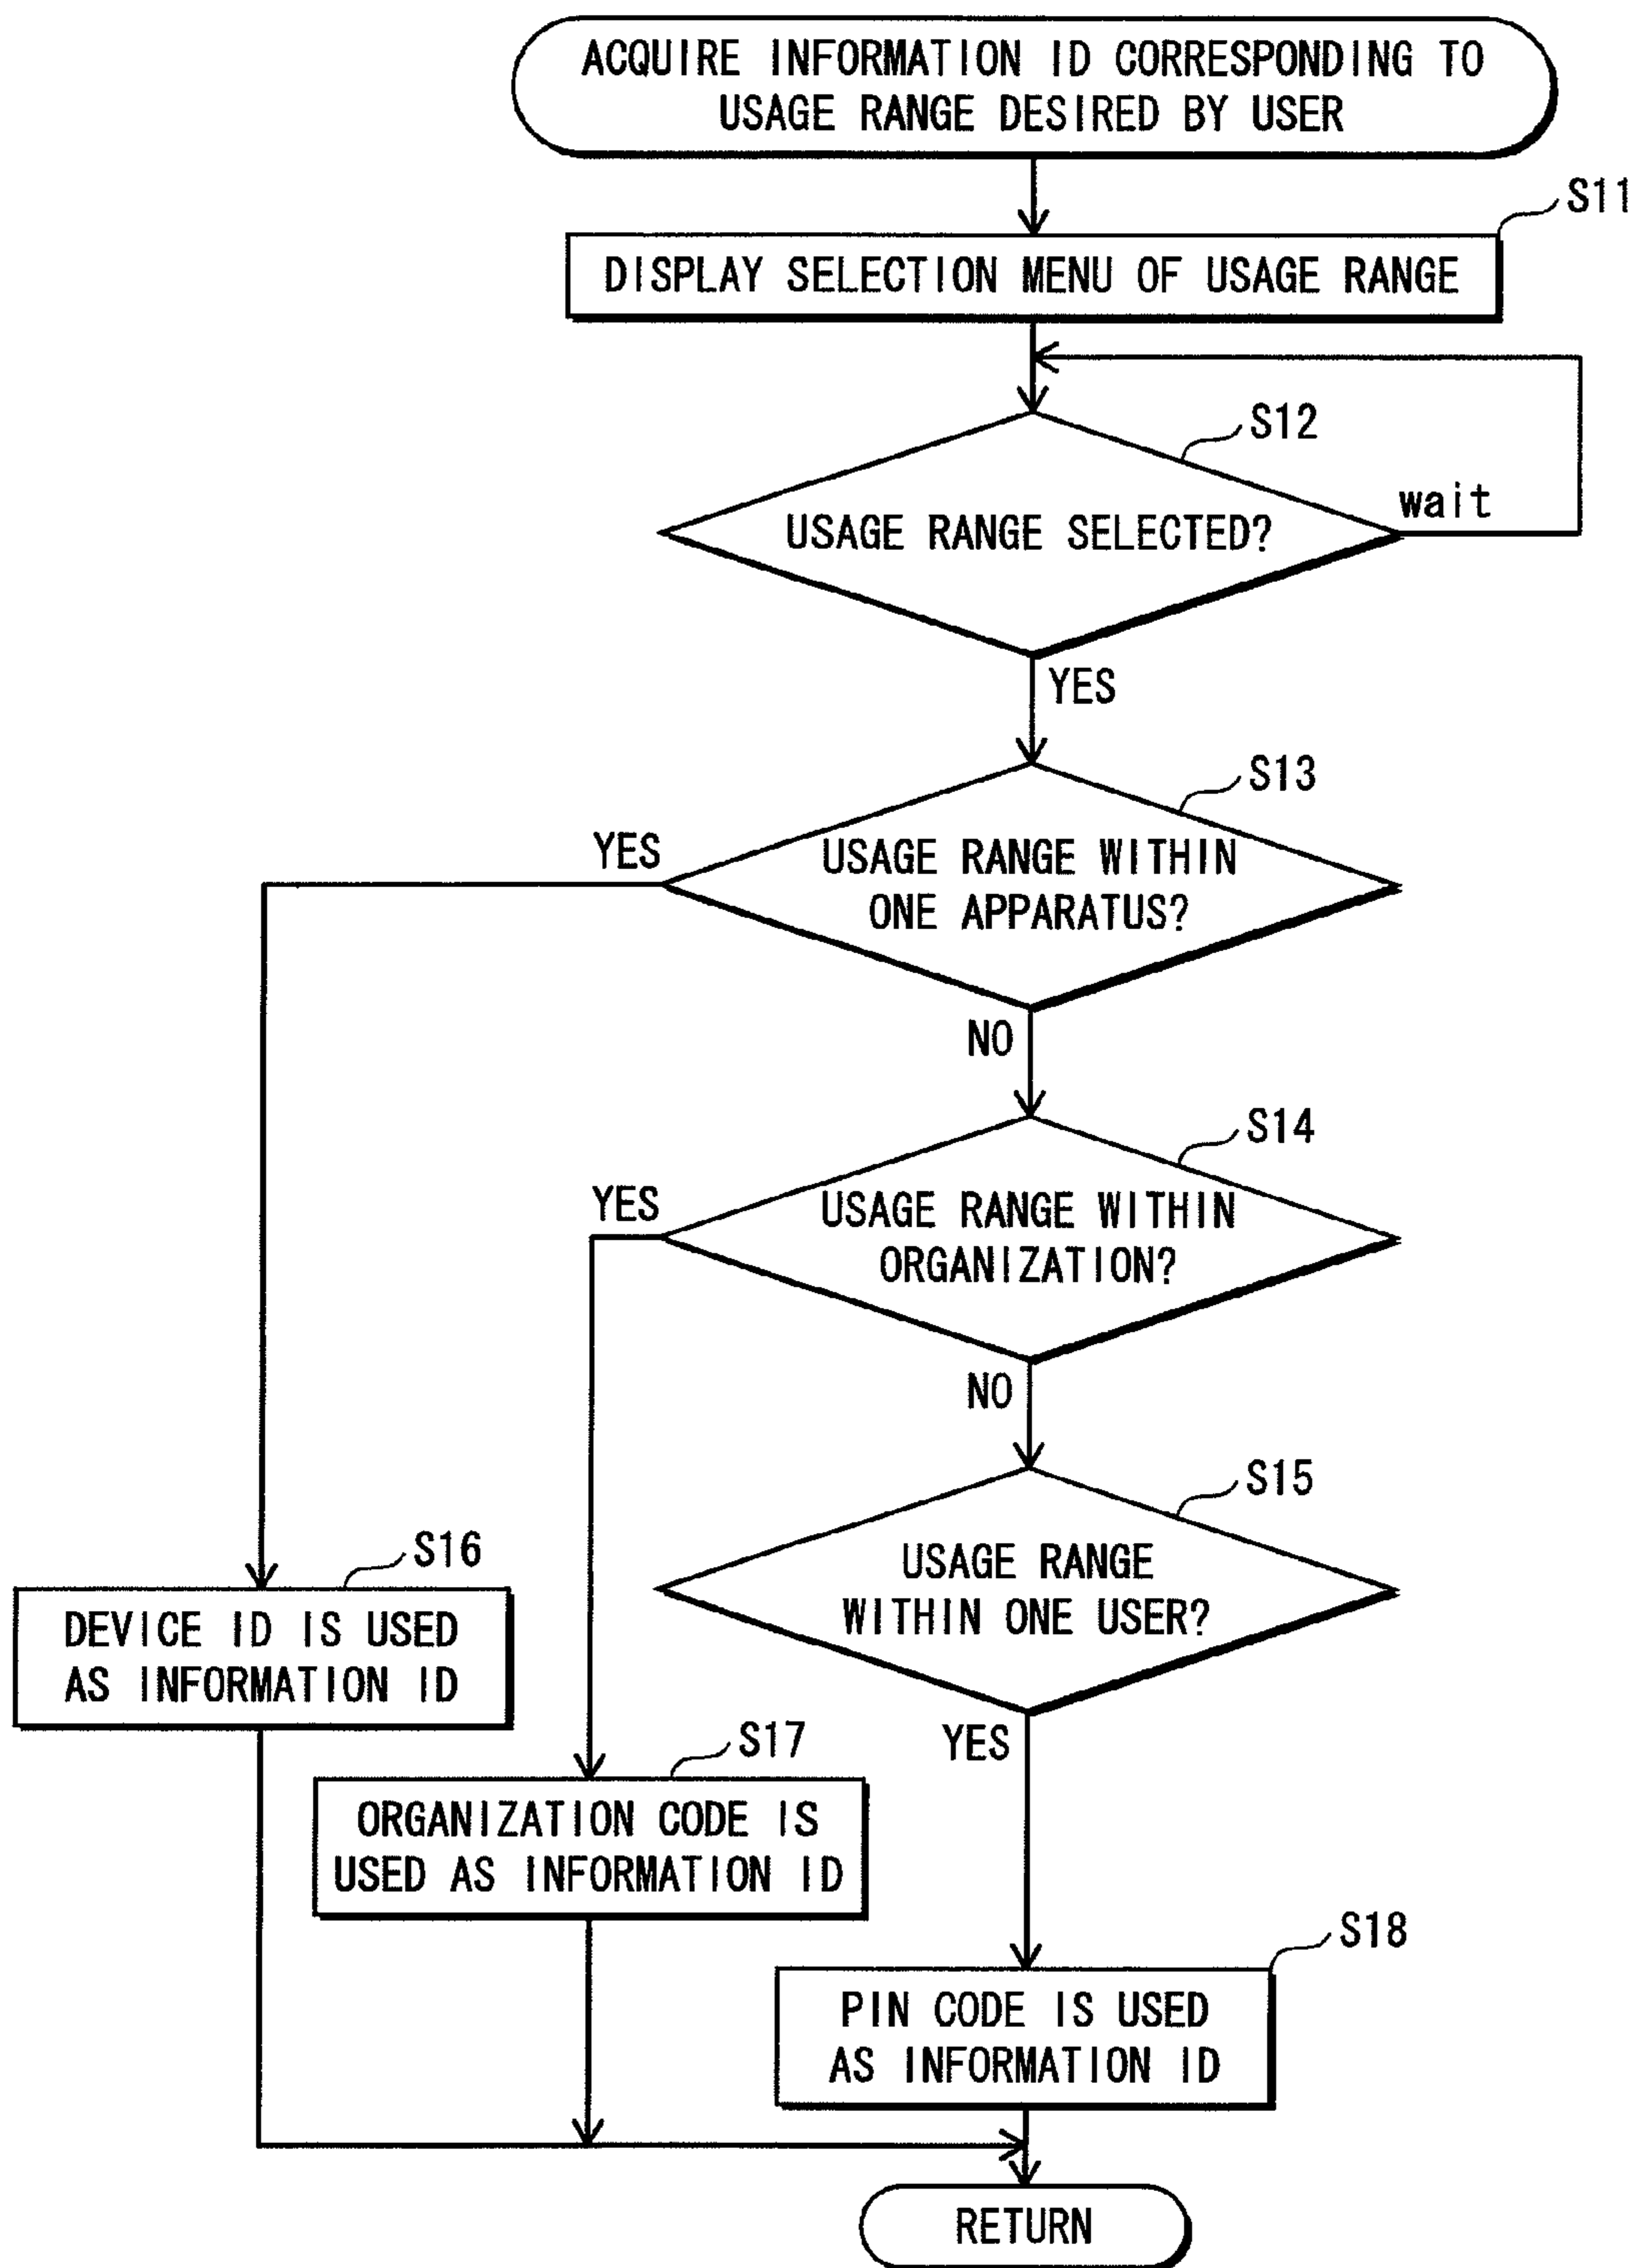 ACQUIRE INFORMATION ID CORRESPONDING TO
USAGE RANGE DESIRED BY USER
S11
DISPLAY SELECTION MENU OF USAGE RANGE
S12
USAGE RANGE SELECTED?
wait
YES
S13
YES
USAGE RANGE WITHIN
ONE APPARATUS?
NO
S14
YES
USAGE RANGE WITHIN
ORGANIZATION?
NO
S15
USAGE RANGE
WITHIN ONE USER?
YES
S16
DEVICE ID IS USED
AS INFORMATION ID
S17
ORGANIZATION CODE IS
USED AS INFORMATION ID
S18
PIN CODE IS USED
AS INFORMATION ID
RETURN